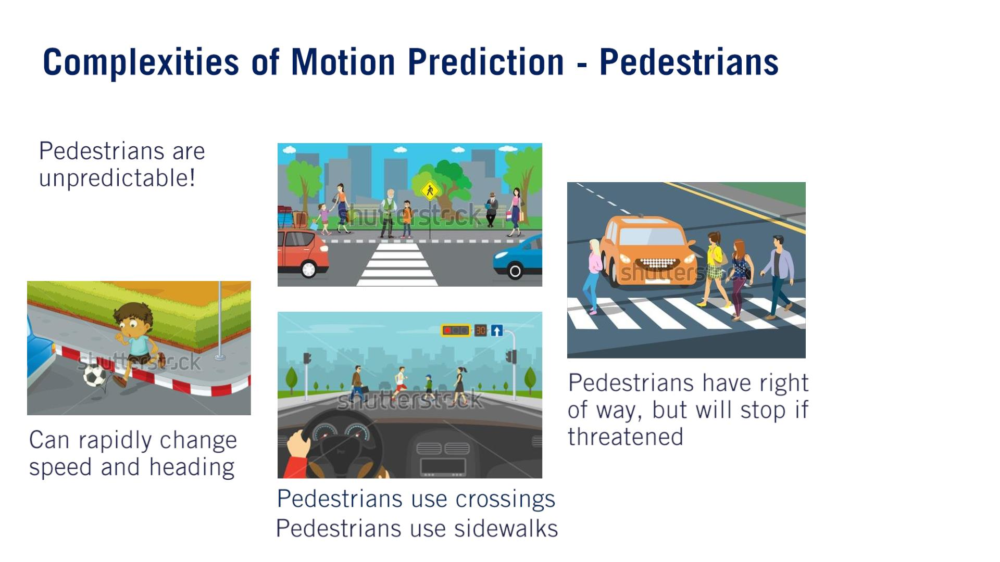 Complexities of Motion Prediction - Pedestrians
Pedestrians are
unpredictable!
shutterstock
Can rapidly change
speed and heading
shutterstock
30
shutterstock
Pedestrians use crossings
Pedestrians use sidewalks
shutterstock
Pedestrians have right
of way, but will stop if
threatened